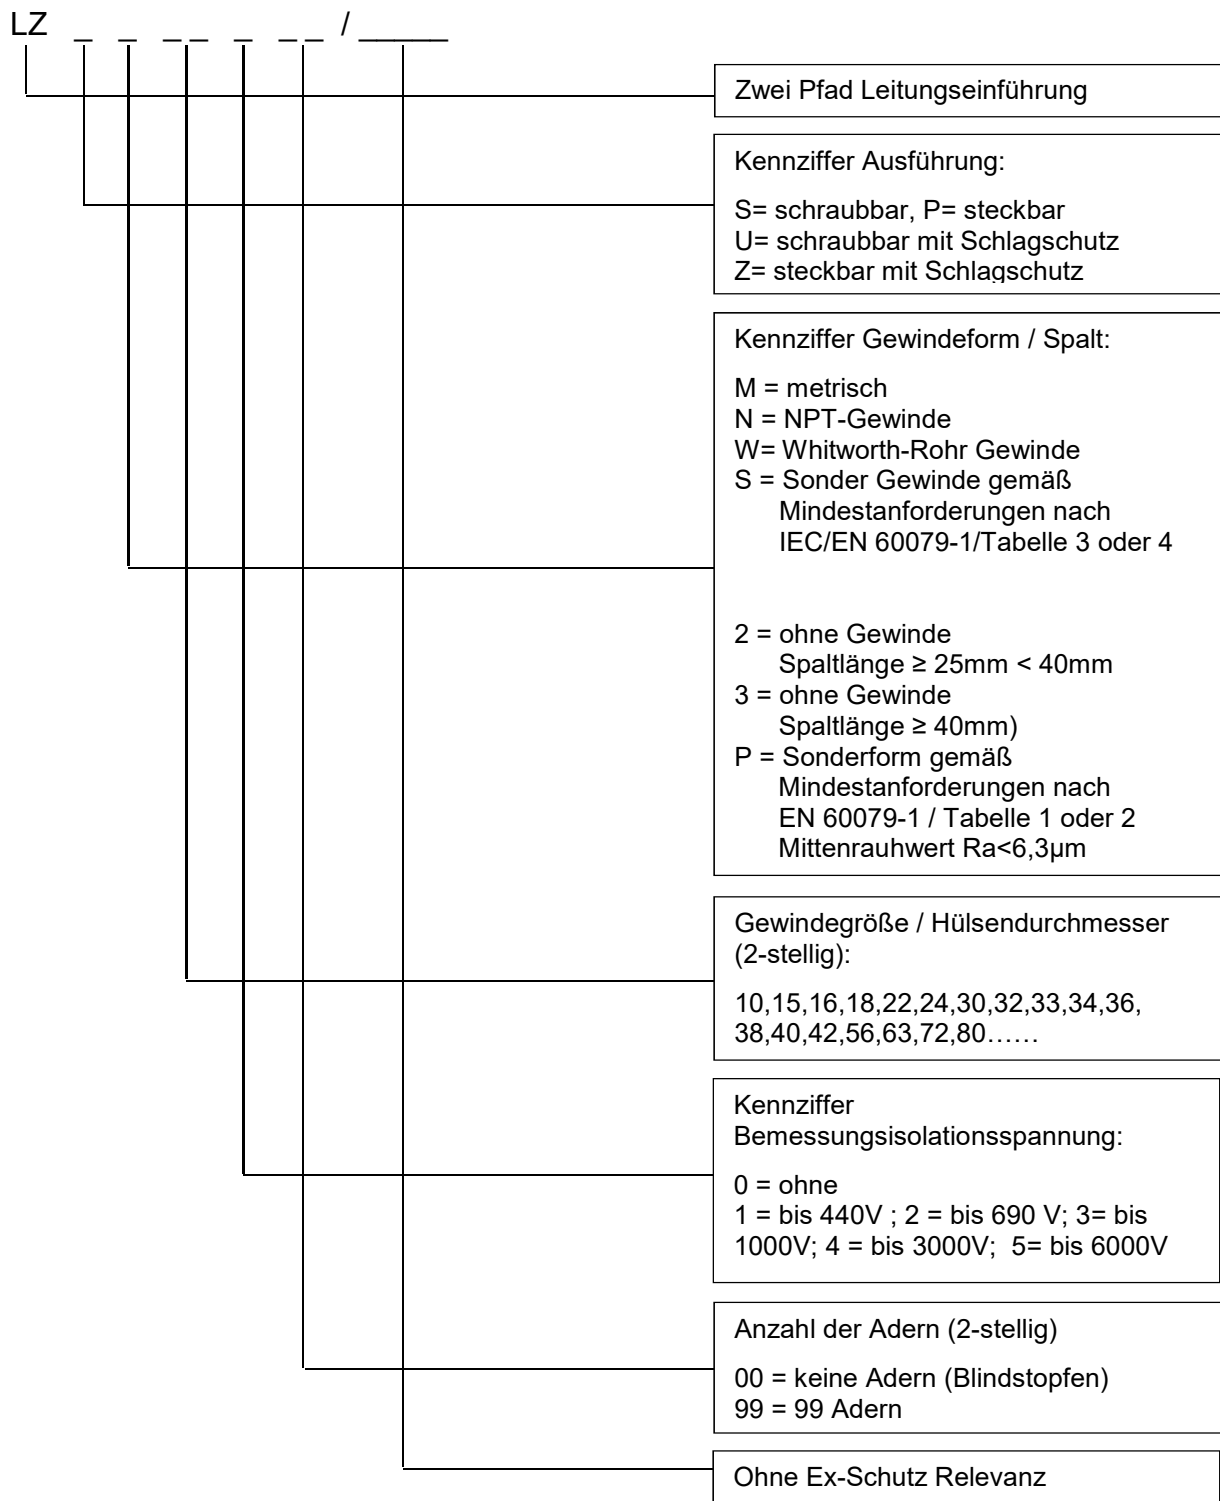 LZ _ _ _ _ _ _ _ / _____
Zwei Pfad Leitungseinführung
Kennziffer Ausführung:
S= schraubbar, P= steckbar
U= schraubbar mit Schlagschutz
Z= steckbar mit Schlagschutz
Kennziffer Gewindeform / Spalt:
M = metrisch
N = NPT-Gewinde
W= Whitworth-Rohr Gewinde
S = Sonder Gewinde gemäß
Mindestanforderungen nach
IEC/EN 60079-1/Tabelle 3 oder 4
2 = ohne Gewinde
Spaltlänge ≥ 25mm < 40mm
3 = ohne Gewinde
Spaltlänge ≥ 40mm)
P = Sonderform gemäß
Mindestanforderungen nach
EN 60079-1 / Tabelle 1 oder 2
Mittenrauhwert Ra<6,3µm
Gewindegröße / Hülsendurchmesser
(2-stellig):
10,15,16,18,22,24,30,32,33,34,36,
38,40,42,56,63,72,80……
Kennziffer
Bemessungsisolationsspannung:
0 = ohne
1 = bis 440V ; 2 = bis 690 V; 3= bis
1000V; 4 = bis 3000V; 5= bis 6000V
Anzahl der Adern (2-stellig)
00 = keine Adern (Blindstopfen)
99 = 99 Adern
Ohne Ex-Schutz Relevanz